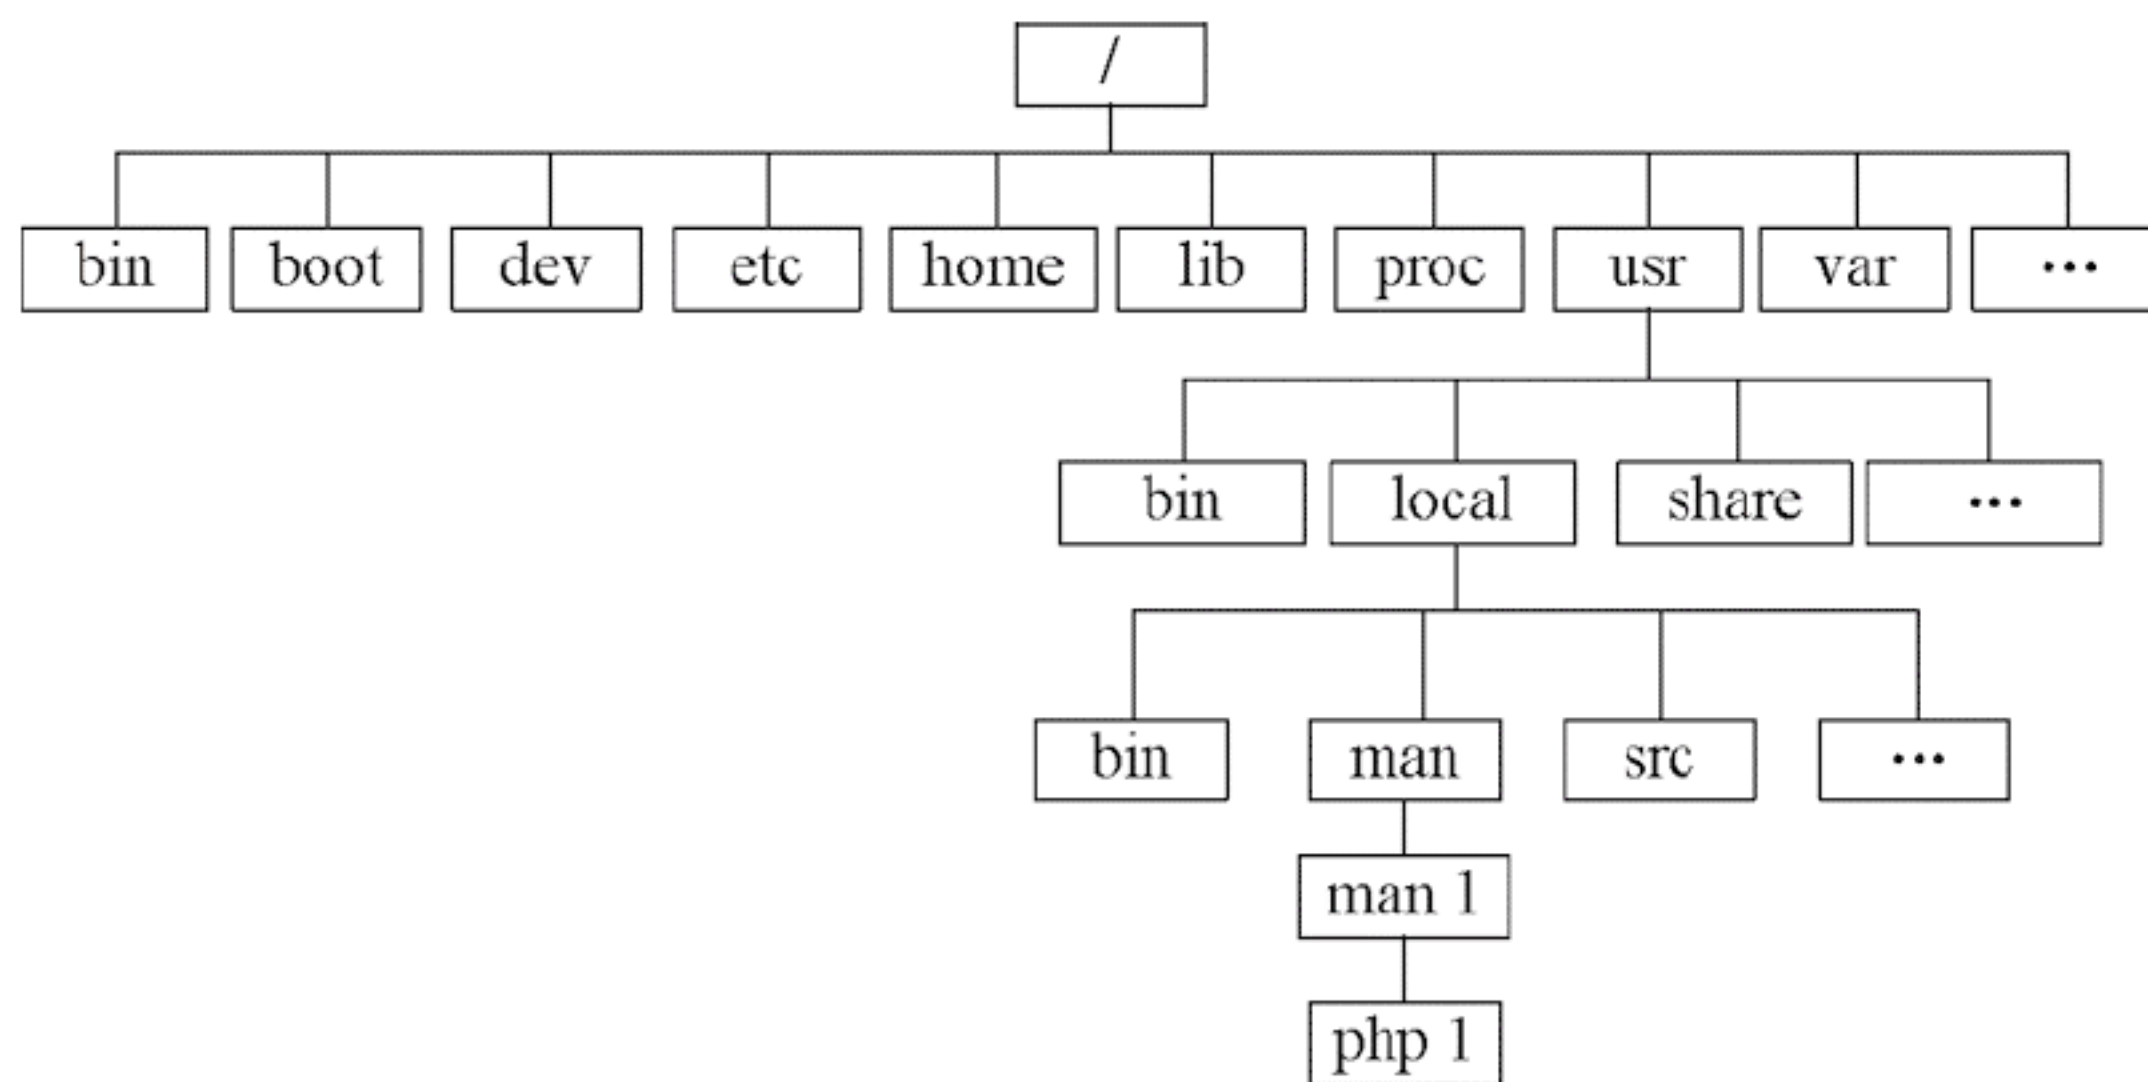 /
bin boot dev etc home lib proc usr var ...
bin local share ...
bin man src ...
man 1
php 1